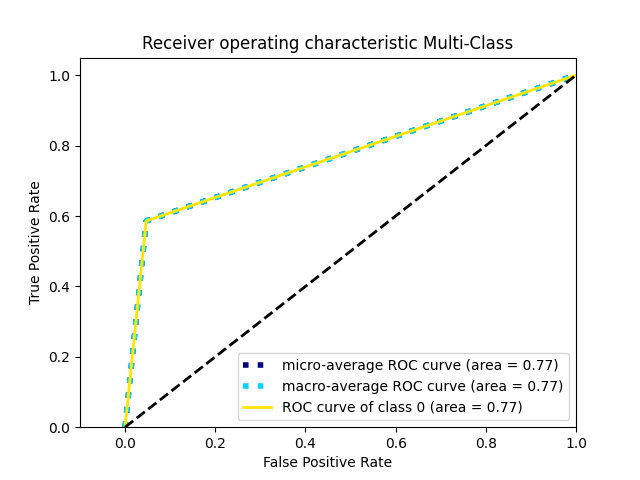 Receiver operating characteristic Multi-Class
1.0
0.8
0.6
0.4
0.2
0.0
True Positive Rate
micro-average ROC curve (area = 0.77)
macro-average ROC curve (area = 0.77)
ROC curve of class 0 (area = 0.77)
0.0 0.2 0.4 0.6 0.8 1.0
False Positive Rate